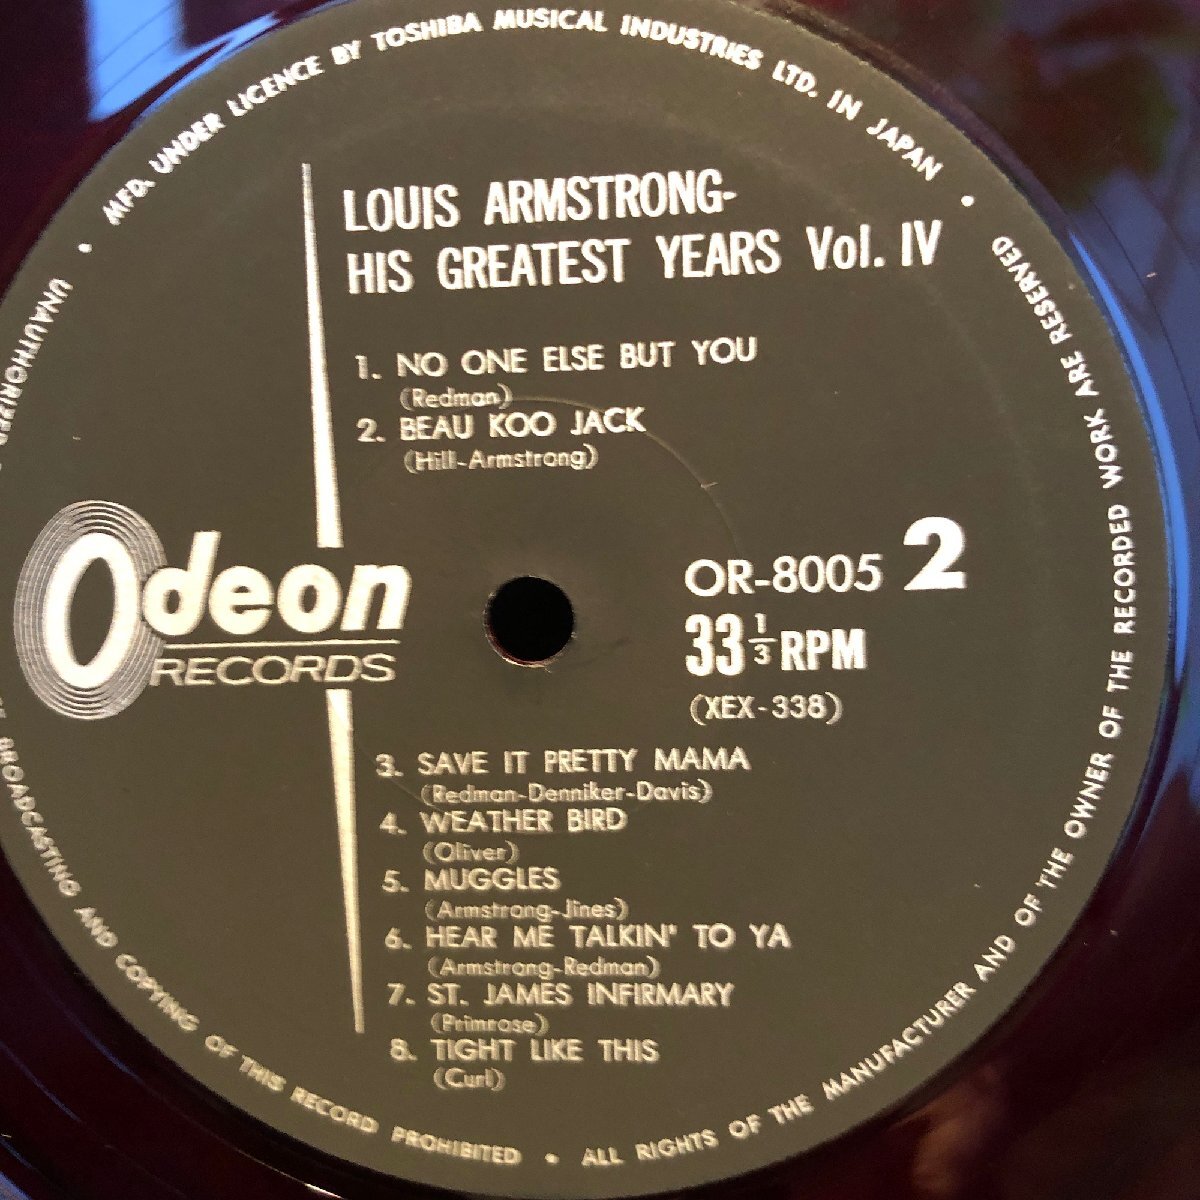 MFD. UNDER LICENCE BY TOSHIBA MUSICAL INDUSTRIES LTD. IN JAPAN •
LOUIS ARMSTRONG-
HIS GREATEST YEARS Vol. IV
1. NO ONE ELSE BUT YOU
(Redman)
2. BEAU KOO JACK
(Hill-Armstrong)
Odeon
RECORDS
OR-8005 2
33 1/3 RPM
(XEX-338)
3. SAVE IT PRETTY MAMA
(Redman-Denniker-Davis)
4. WEATHER BIRD
(Oliver)
5. MUGGLES
(Armstrong-Jines)
6. HEAR ME TALKIN' TO YA
(Armstrong-Redman)
7. ST. JAMES INFIRMARY
(Primrose)
8. TIGHT LIKE THIS
(Curl)
ALL RIGHTS OF THE MANUFACTURER AND OF THE OWNER OF THE RECORDED WORK ARE RESERVED
UNAUTHORIZED
BROADCASTING AND COPYING OF THIS RECORD PROHIBITED •